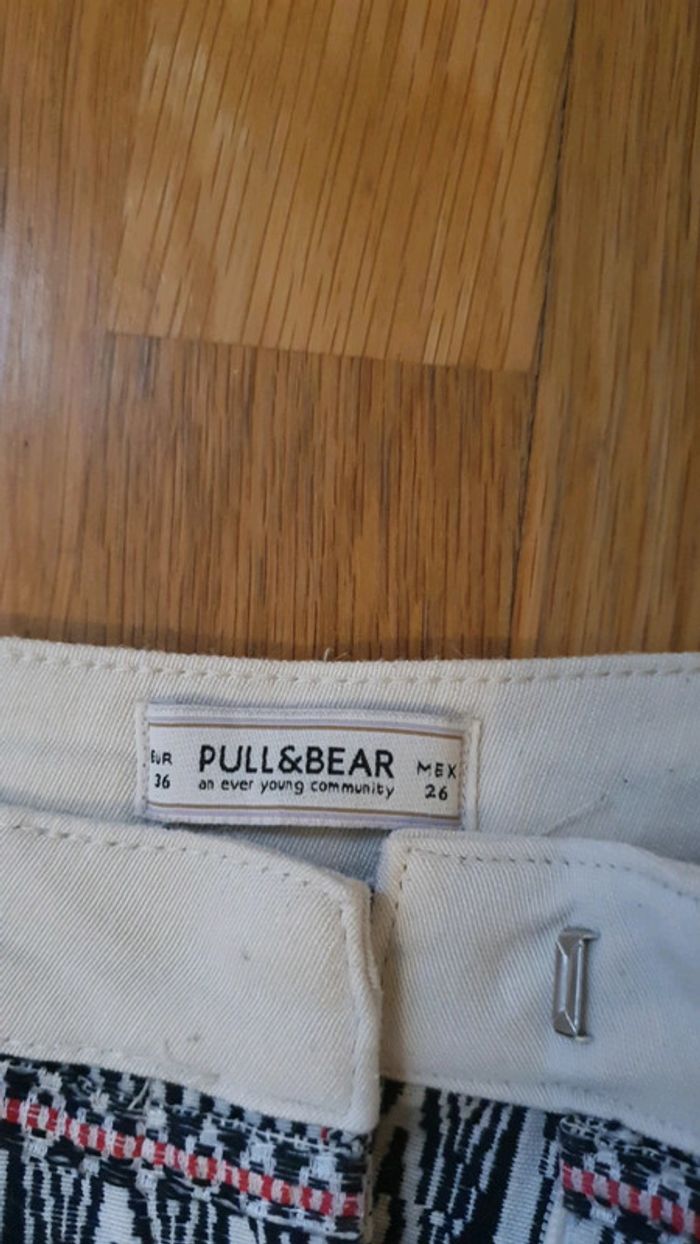 EUR PULL&BEAR MEX
36 an ever young community 26